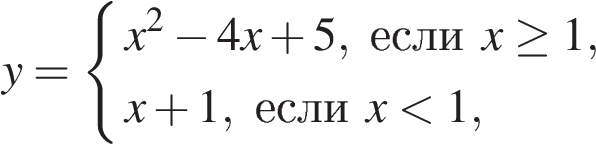 y = { x² − 4x + 5, если x ≥ 1,
x + 1, если x < 1,